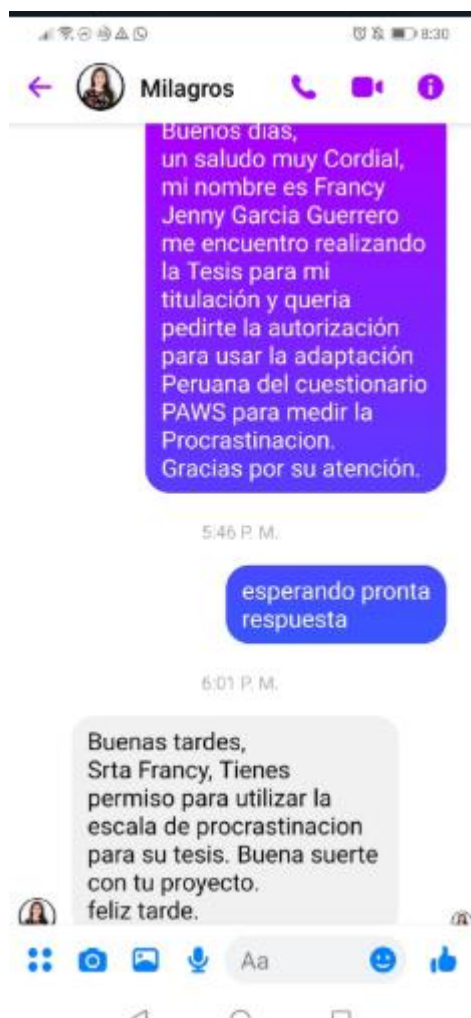 8:30
Milagros
Buenos días,
un saludo muy Cordial,
mi nombre es Francy
Jenny Garcia Guerrero
me encuentro realizando
la Tesis para mi
titulación y queria
pedirte la autorización
para usar la adaptación
Peruana del cuestionario
PAWS para medir la
Procrastinacion.
Gracias por su atención.
5:46 P. M.
esperando pronta
respuesta
6:01 P. M.
Buenas tardes,
Srta Francy, Tienes
permiso para utilizar la
escala de procrastinacion
para su tesis. Buena suerte
con tu proyecto.
feliz tarde.
Aa